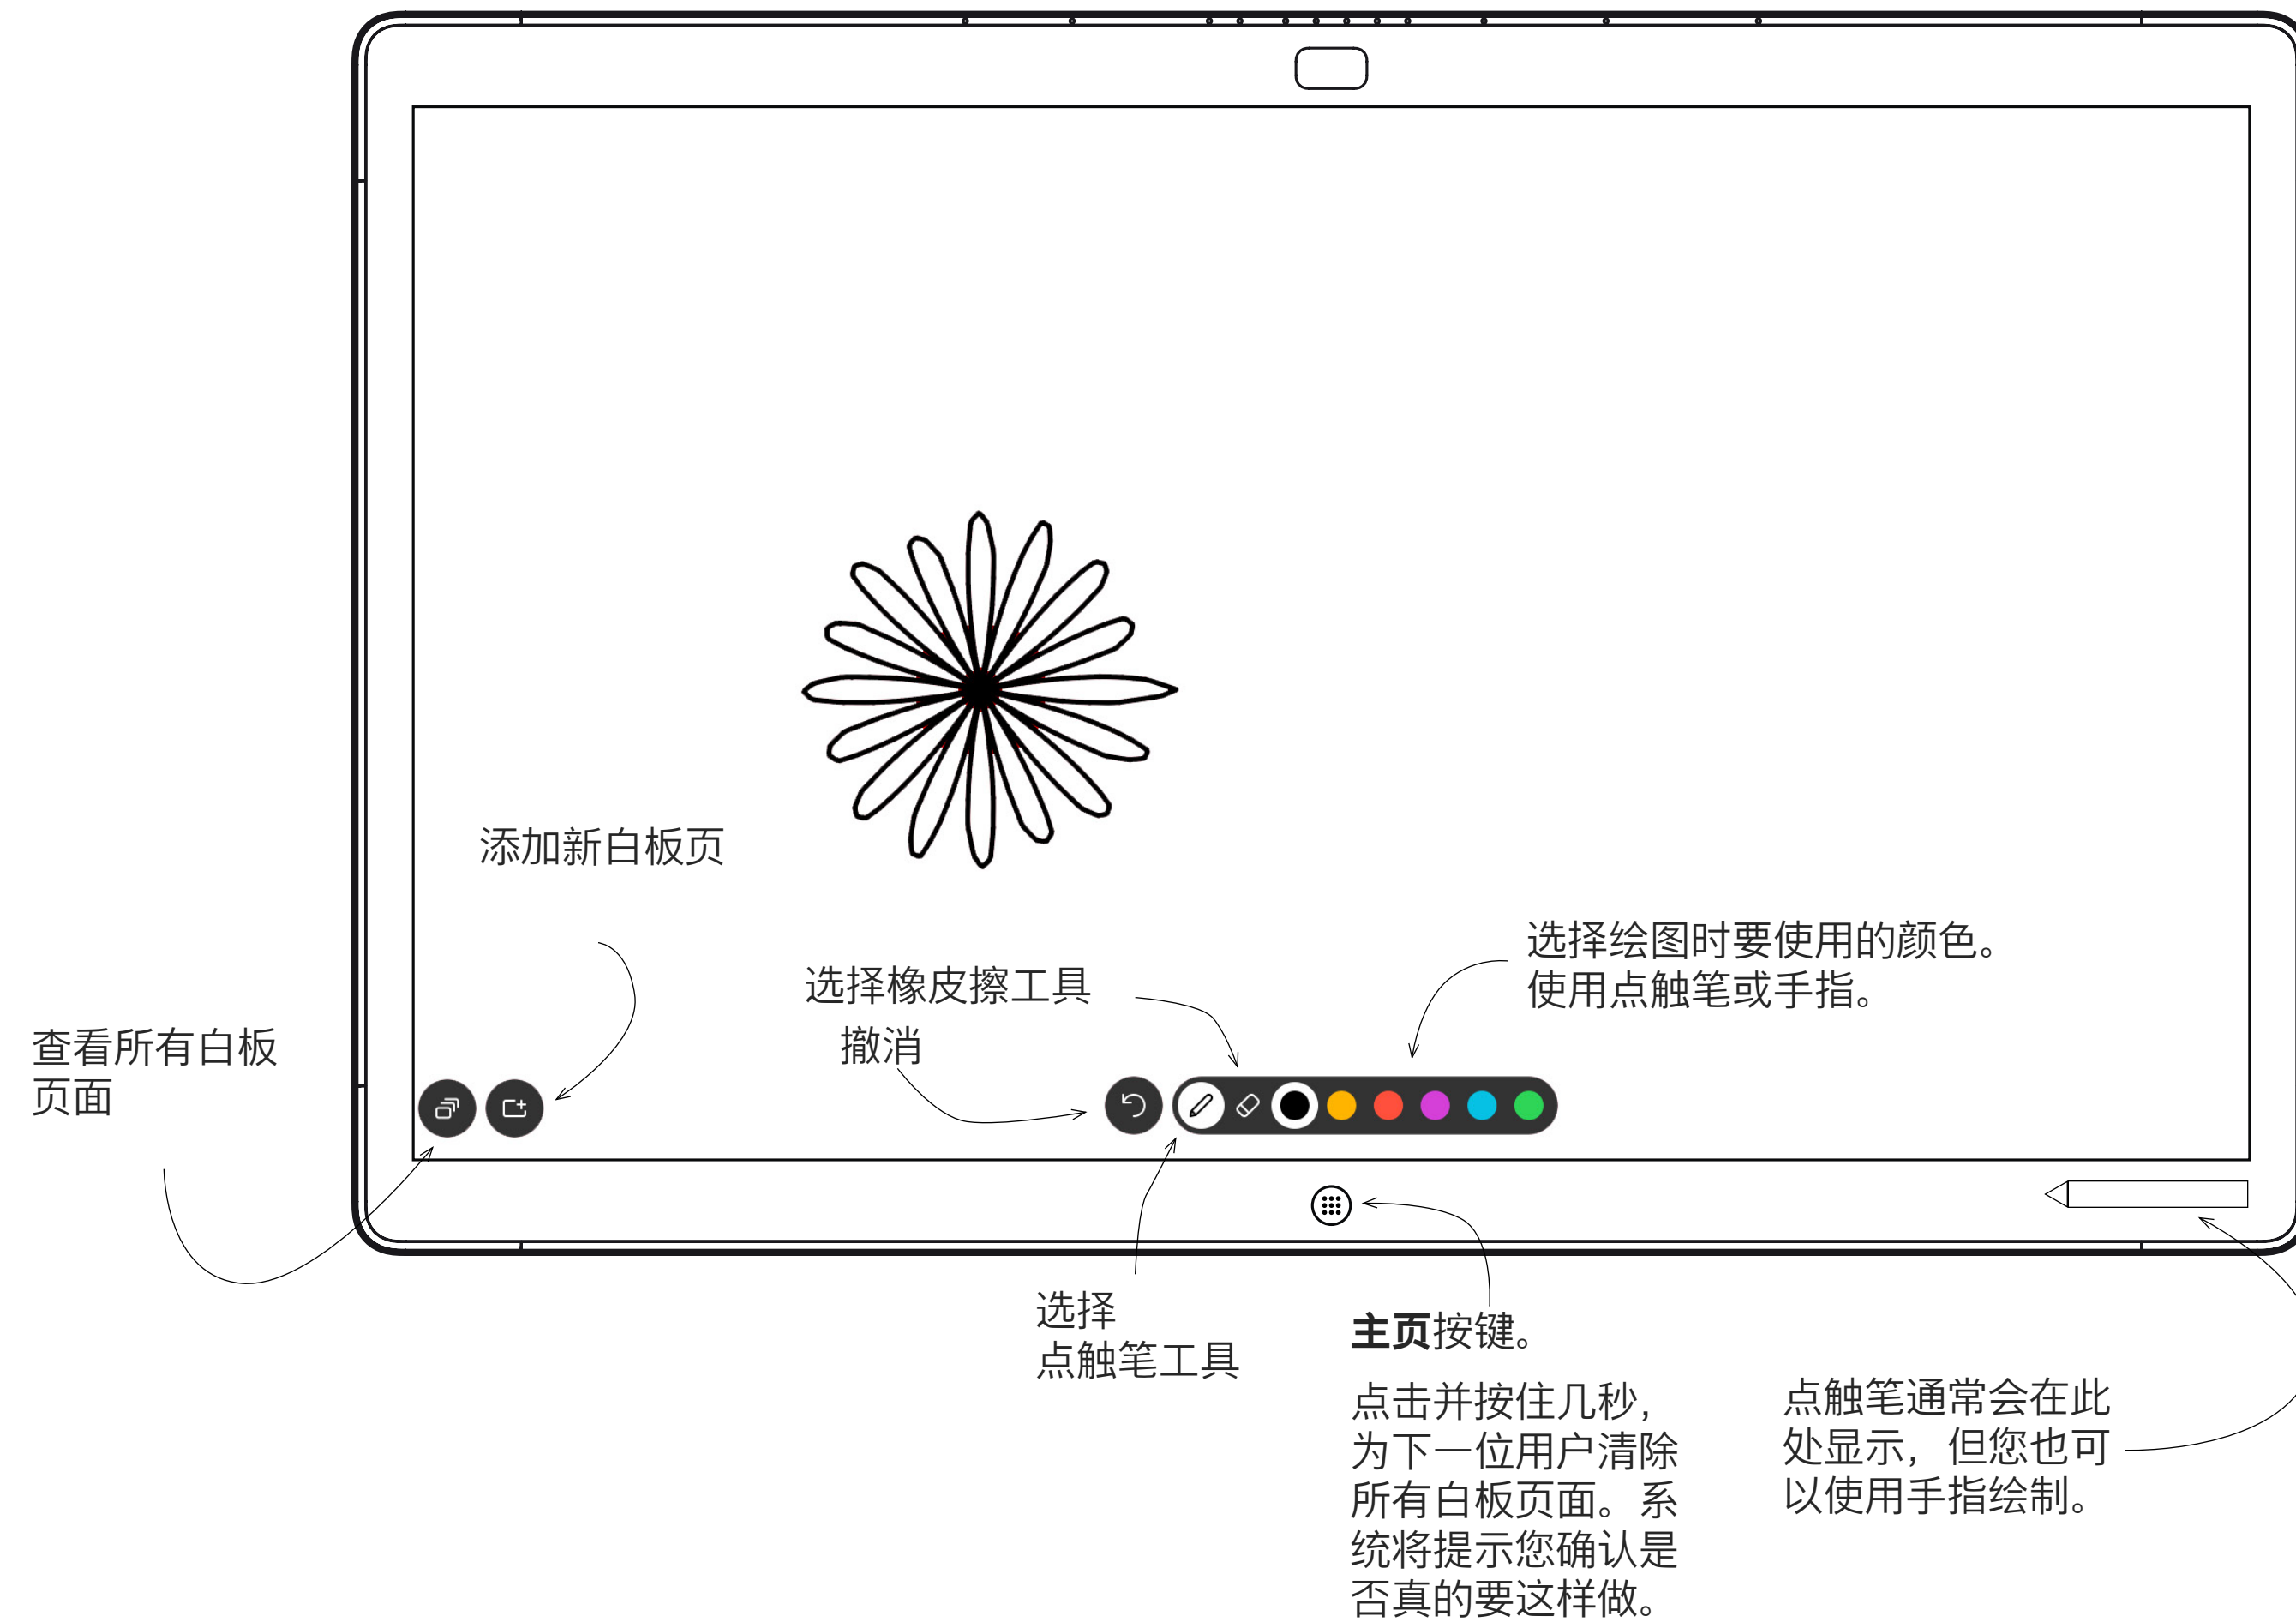 添加新白板页
选择绘图时要使用的颜色。
使用点触笔或手指。
选择橡皮擦工具
撤消
查看所有白板
页面
选择
点触笔工具
主页按键。
点击并按住几秒，
为下一位用户清除
所有白板页面。系
统将提示您确认是
否真的要这样做。
点触笔通常会在此
处显示，但您也可
以使用手指绘制。